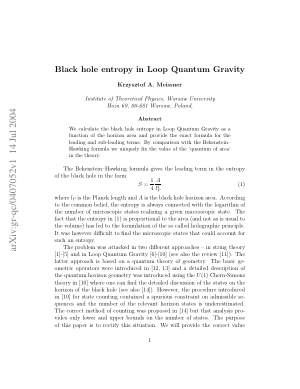 Black hole entropy in Loop Quantum Gravity
Krzysztof A. Meissner
Institute of Theoretical Physics, Warsaw University
Hoża 69, 00-681 Warsaw, Poland,
Abstract
We calculate the black hole entropy in Loop Quantum Gravity as a
function of the horizon area and provide the exact formula for the
leading and sub-leading terms. By comparison with the Bekenstein–
Hawking formula we uniquely fix the value of the 'quantum of area'
in the theory.
The Bekenstein–Hawking formula gives the leading term in the entropy
of the black hole in the form
S = 1/4 A/l_P^2 (1)
where l_P is the Planck length and A is the black hole horizon area. According
to the common belief, the entropy is always connected with the logarithm of
the number of microscopic states realizing a given macroscopic state. The
fact that the entropy in (1) is proportional to the area (and not as is usual to
the volume) has led to the formulation of the so called holographic principle.
It was however difficult to find the microscopic states that could account for
such an entropy.
The problem was attacked in two different approaches – in string theory
[1]-[5] and in Loop Quantum Gravity [6]-[10] (see also the review [11]). The
latter approach is based on a quantum theory of geometry. The basic ge-
ometric operators were introduced in [12, 13] and a detailed description of
the quantum horizon geometry was introduced using the U(1) Chern-Simons
theory in [10] where one can find the detailed discussion of the states on the
horizon of the black hole (see also [14]). However, the procedure introduced
in [10] for state counting contained a spurious constraint on admissible se-
quences and the number of the relevant horizon states is underestimated.
The correct method of counting was proposed in [14] but that analysis pro-
vides only lower and upper bounds on the number of states. The purpose
of this paper is to rectify this situation. We will provide the correct value
1
arXiv:gr-qc/0407052v1 14 Jul 2004